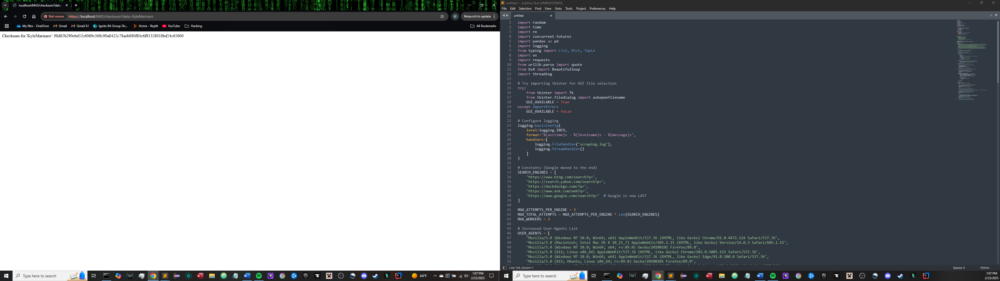 localhost:8443/checksum?data=
Not secure
https://localhost:8443/checksum?data=KyleMarinaro
K
Relaunch to update
My files - OneDrive
Gmail
Gmail KJ
Ignite BA Group Sh...
Home - Replit
YouTube
Hacking
All Bookmarks
Checksum for 'KyleMarinaro': 98d85b290ebd52c6069c368c90a8422c78aeb880f84c6f81328018bd54c65600
Type here to search
44°F
1:07 PM
2/23/2025
untitled • - Sublime Text (UNREGISTERED)
File Edit Selection Find View Goto Tools Project Preferences Help
untitled
1 import random
2 import time
3 import re
4 import concurrent.futures
5 import pandas as pd
6 import logging
7 from typing import List, Dict, Tuple
8 import os
9 import requests
10 from urllib.parse import quote
11 from bs4 import BeautifulSoup
12 import threading
13
14 # Try importing tkinter for GUI file selection
15 try:
16 from tkinter import Tk
17 from tkinter.filedialog import askopenfilename
18 GUI_AVAILABLE = True
19 except ImportError:
20 GUI_AVAILABLE = False
21
22 # Configure logging
23 logging.basicConfig(
24 level=logging.INFO,
25 format="%(asctime)s - %(levelname)s - %(message)s",
26 handlers=[
27 logging.FileHandler("scraping.log"),
28 logging.StreamHandler()
29 ]
30 )
31
32 # Constants (Google moved to the end)
33 SEARCH_ENGINES = [
34 "https://www.bing.com/search?q=",
35 "https://search.yahoo.com/search?p=",
36 "https://duckduckgo.com/?q=",
37 "https://www.ask.com/web?q=",
38 "https://www.google.com/search?q=" # Google is now LAST
39 ]
40
41 MAX_ATTEMPTS_PER_ENGINE = 3
42 MAX_TOTAL_ATTEMPTS = MAX_ATTEMPTS_PER_ENGINE * len(SEARCH_ENGINES)
43 MAX_WORKERS = 3
44
45 # Increased User-Agents List
46 USER_AGENTS = [
47 "Mozilla/5.0 (Windows NT 10.0; Win64; x64) AppleWebKit/537.36 (KHTML, like Gecko) Chrome/91.0.4472.124 Safari/537.36",
48 "Mozilla/5.0 (Macintosh; Intel Mac OS X 10_15_7) AppleWebKit/605.1.15 (KHTML, like Gecko) Version/14.0.3 Safari/605.1.15",
49 "Mozilla/5.0 (Windows NT 10.0; Win64; x64; rv:89.0) Gecko/20100101 Firefox/89.0",
50 "Mozilla/5.0 (X11; Linux x86_64) AppleWebKit/537.36 (KHTML, like Gecko) Chrome/102.0.5005.115 Safari/537.36",
51 "Mozilla/5.0 (Windows NT 10.0; Win64; x64) AppleWebKit/537.36 (KHTML, like Gecko) Edge/91.0.100.0 Safari/537.36",
52 "Mozilla/5.0 (X11; Ubuntu; Linux x86_64; rv:89.0) Gecko/20100101 Firefox/89.0",
Line 154, Column 1
Spaces: 4
Python
Type here to search
1:07 PM
2/23/2025